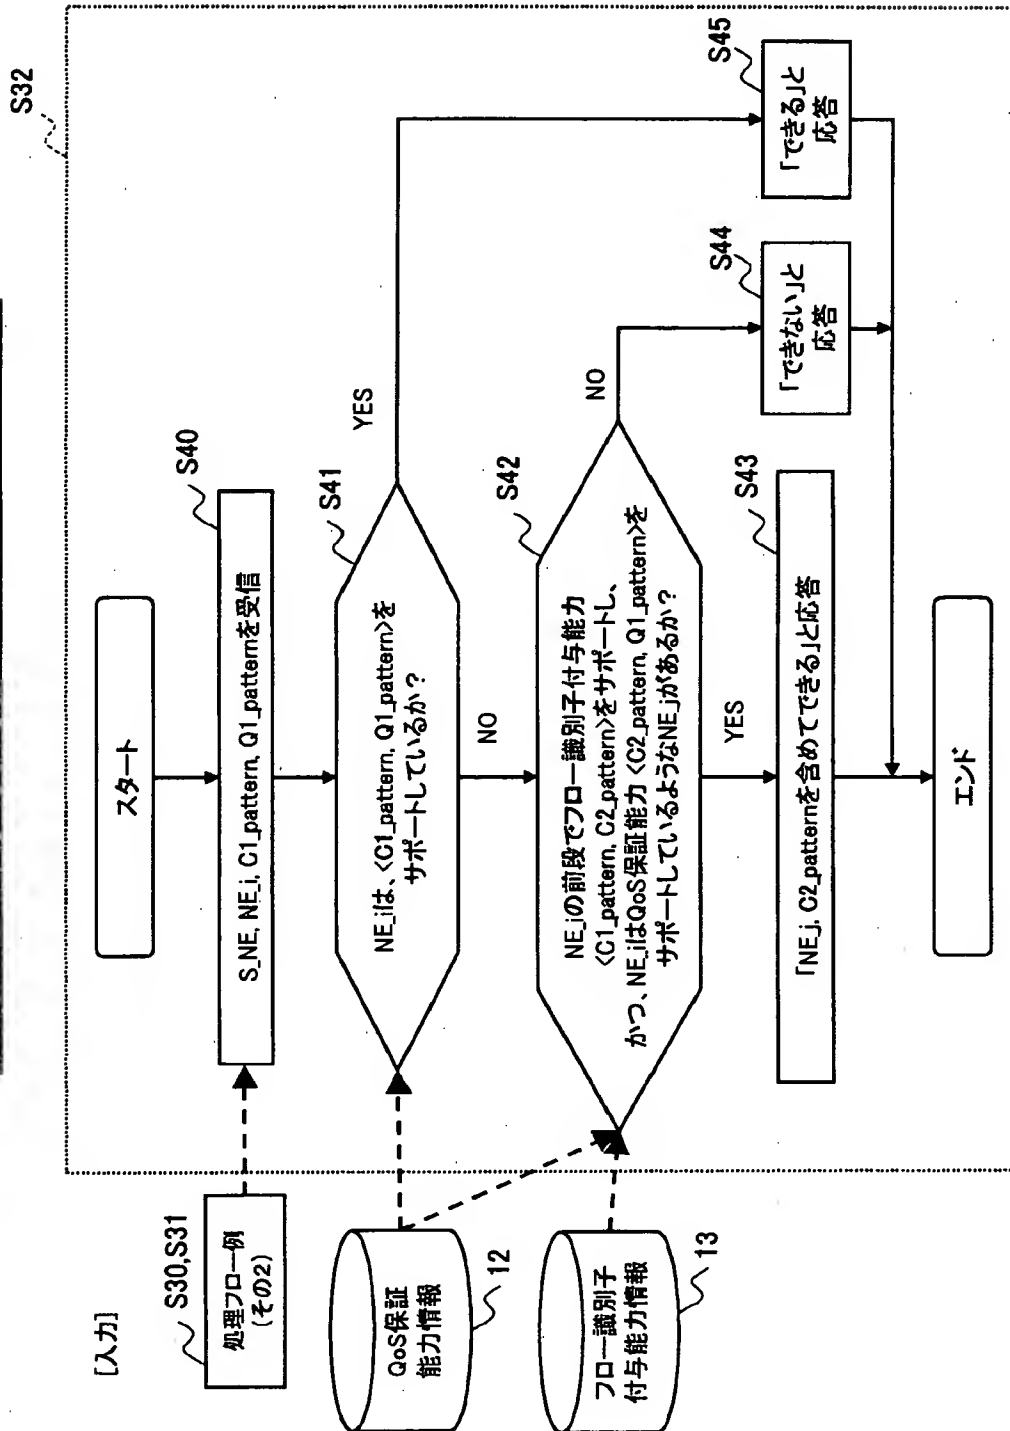 S32
[入力]
スタート
S30,S31
処理フロー例
(その2)
S40
S_NE, NE_i, C1_pattern, Q1_patternを受信
QoS保証
能力情報
12
S41
NE_iは、<C1_pattern, Q1_pattern>を
サポートしているか?
YES
NO
フロー識別子
付与能力情報
13
S42
NE_iの前段でフロー識別子付与能力
<C1_pattern, C2_pattern>をサポートし、
かつ、NE_iはQoS保証能力 <C2_pattern, Q1_pattern>を
サポートしているようなNE_jがあるか?
NO
YES
S43
「NE_j, C2_patternを含めてできる」と応答
S44
「できない」と
応答
S45
「できる」と
応答
エンド